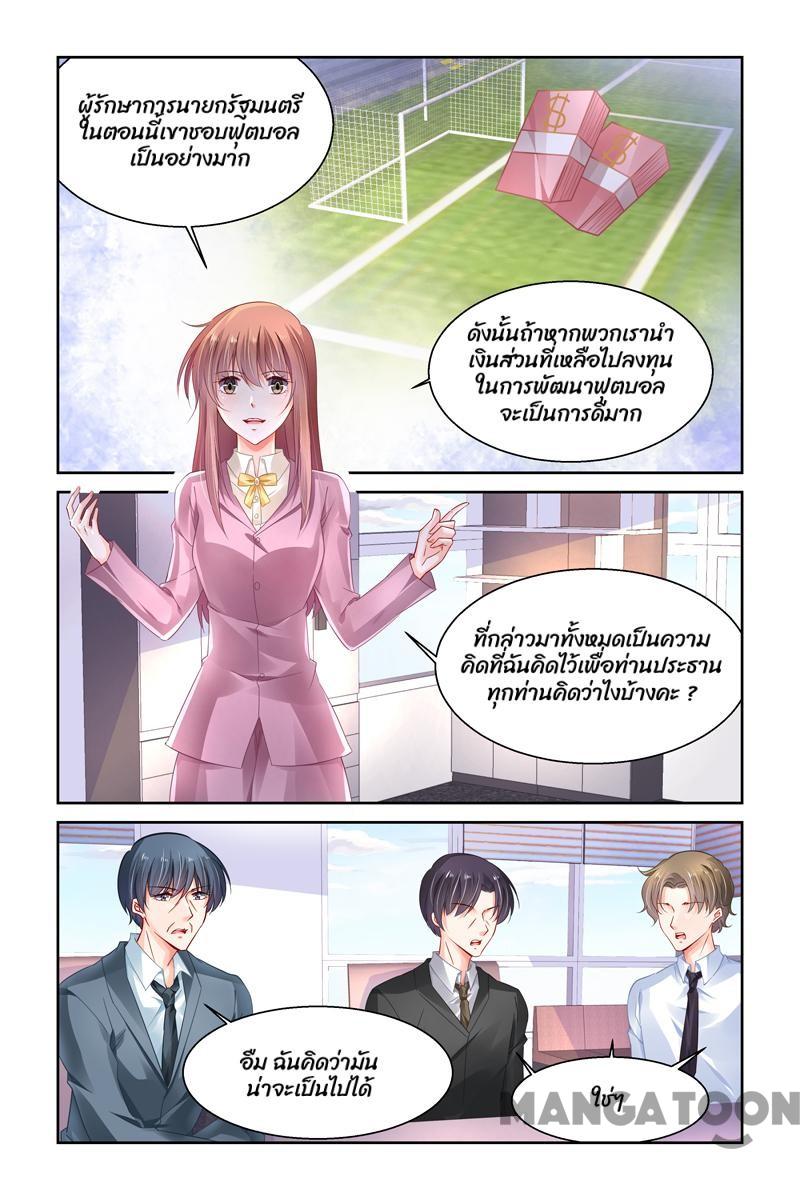 ผู้รักษาการนายกรัฐมนตรี
ในตอนนี้เขาชอบฟุตบอล
เป็นอย่างมาก
$
$
ดังนั้นถ้าหากพวกเรานำ
เงินส่วนที่เหลือไปลงทุน
ในการพัฒนาฟุตบอล
จะเป็นการดีมาก
ที่กล่าวมาทั้งหมดเป็นความ
คิดที่ฉันคิดไว้เพื่อท่านประธาน
ทุกท่านคิดว่าไงบ้างคะ ?
อืม ฉันคิดว่ามัน
น่าจะเป็นไปได้
ใช่ๆ
MANGATOON